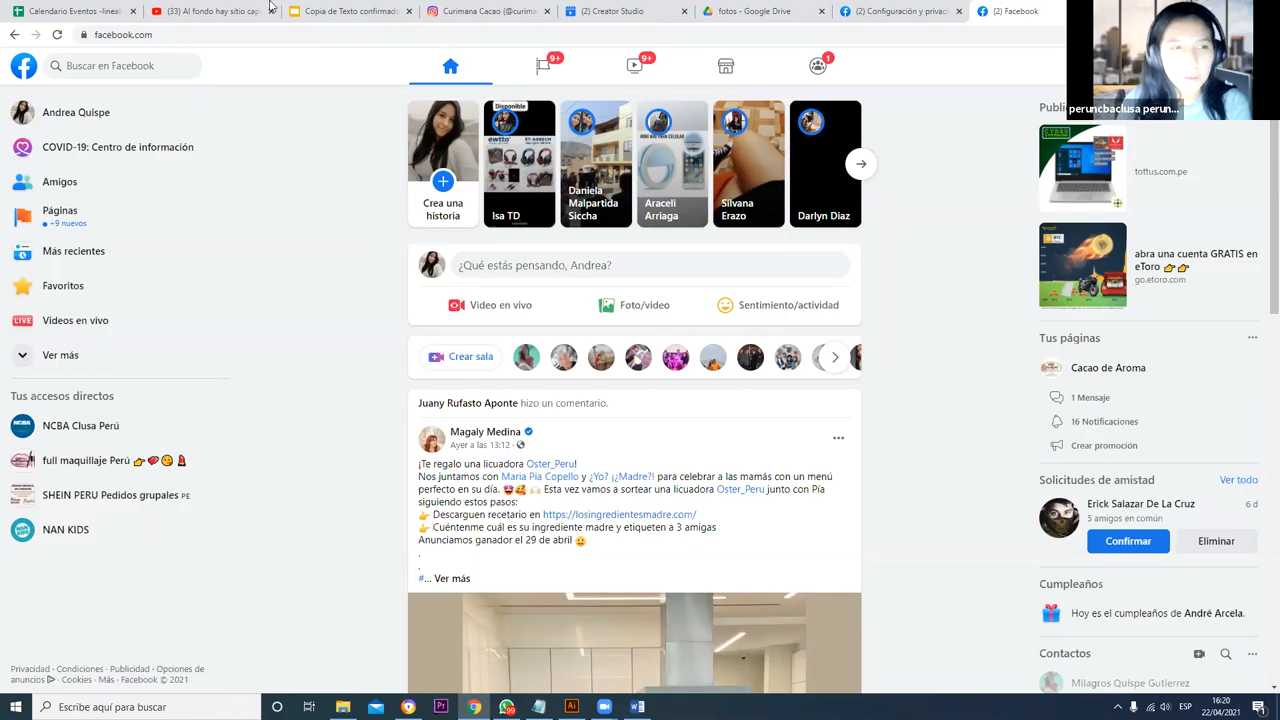 Calendario Eventos -lineal
(33) Al fondo hay sitio cap
Copia de Texto confirmado
Curimana Cacao (@curima
(2) Creator Studio
fotos - Google Drive
(2) Configuración y privaci
(2) Facebook
facebook.com
Buscar en Facebook
9+
9+
1
peruncbaclusa perun...
Andrea Quispe
COVID-19: Centro de información
Amigos
Páginas
+9 nuevos
Más recientes
Favoritos
LIVE
Videos en vivo
Ver más
Tus accesos directos
NCBA
NCBA Clusa Perú
full maquillaje Perú
SHEIN PERU Pedidos grupales PE
NAN KIDS
Privacidad · Condiciones · Publicidad · Opciones de
anuncios · Cookies · Más · Facebook © 2021
Crea una
historia
Disponible
Isa TD
Daniela
Malpartida
Siccha
Araceli
Arriaga
Silvana
Erazo
Darlyn Diaz
¿Qué estás pensando, Andrea?
Video en vivo
Foto/video
Sentimiento/actividad
Crear sala
Juany Rufasto Aponte hizo un comentario.
Magaly Medina
Ayer a las 13:12 ·
¡Te regalo una licuadora Oster_Peru!
Nos juntamos con Maria Pia Copello y ¿Yo? ¡¿Madre?! para celebrar a las mamás con un menú
perfecto en su día. Esta vez vamos a sortear una licuadora Oster_Peru junto con Pía
siguiendo estos pasos:
Descarguen recetario en https://losingredientesmadre.com/
Cuéntenme cuál es su ingrediente madre y etiqueten a 3 amigas
Anunciamos ganador el 29 de abril
.
.
#... Ver más
Publi
tottus.com.pe
abra una cuenta GRATIS en
eToro
go.etoro.com
Tus páginas
Cacao de Aroma
1 Mensaje
16 Notificaciones
Crear promoción
Solicitudes de amistad
Ver todo
Erick Salazar De La Cruz
6 d
5 amigos en común
Confirmar
Eliminar
Cumpleaños
Hoy es el cumpleaños de André Arcela.
Contactos
Milagros Quispe Gutierrez
Escribe aquí para buscar
Pr
99
Ai
ESP
16:20
22/04/2021